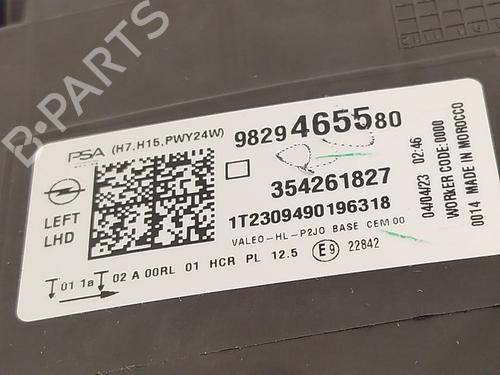 PSA (H7,H15,PWY24W)
9829465580
LEFT
LHD
354261827
1T2309490196318
VALEO-HL-P2JO BASE CEM 00
01 1a 02 A 00RL 01 HCR PL 12.5 E9 22842
04/04/23 02:46
WORKER CODE:0000
0014 MADE IN MOROCCO
B-PARTS